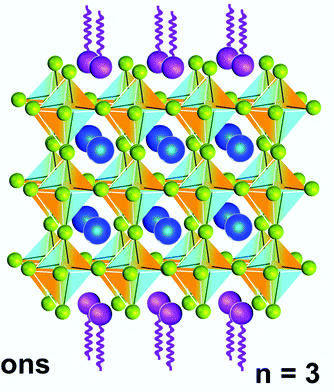 ons
n = 3